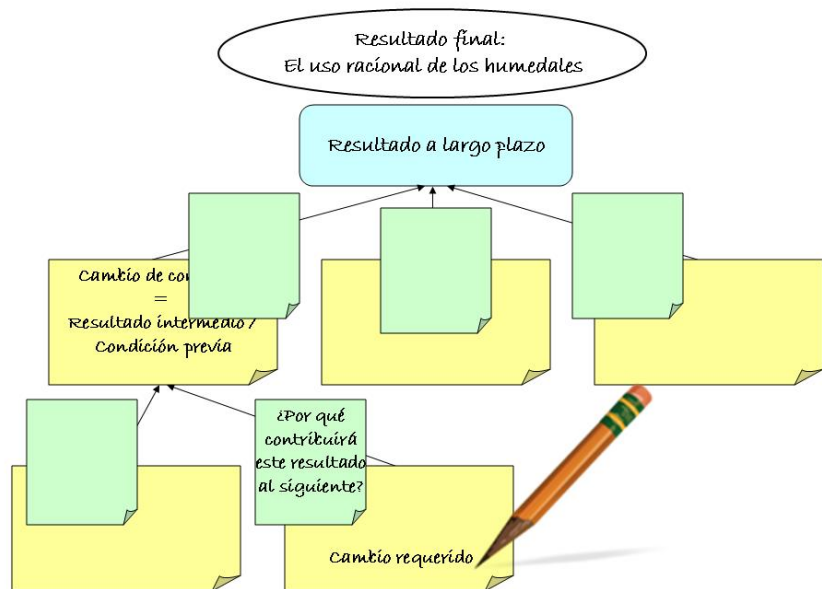 Resultado final:
El uso racional de los humedales
Resultado a largo plazo
Cambio de
=
Resultado intermedio /
Condición previa
¿Por qué
contribuirá
este resultado
al siguiente?
Cambio requerido